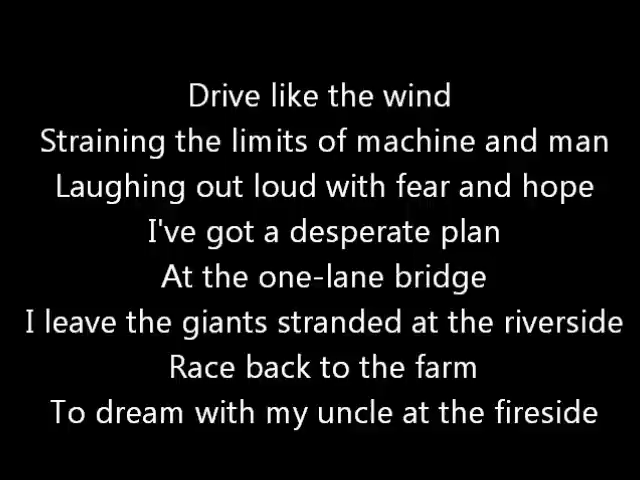 Drive like the wind
Straining the limits of machine and man
Laughing out loud with fear and hope
I've got a desperate plan
At the one-lane bridge
I leave the giants stranded at the riverside
Race back to the farm
To dream with my uncle at the fireside